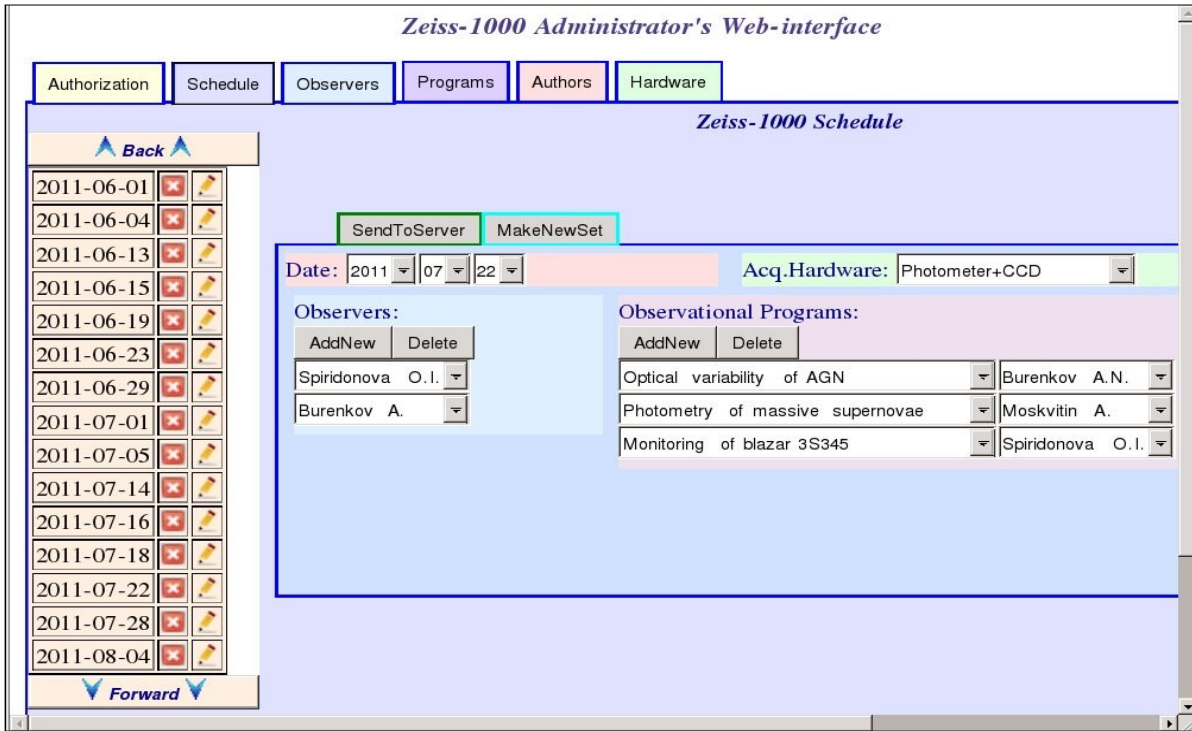 Zeiss-1000 Administrator's Web-interface
Authorization Schedule Observers Programs Authors Hardware
Zeiss-1000 Schedule
Back
2011-06-01
2011-06-04
2011-06-13
2011-06-15
2011-06-19
2011-06-23
2011-06-29
2011-07-01
2011-07-05
2011-07-14
2011-07-16
2011-07-18
2011-07-22
2011-07-28
2011-08-04
Forward
SendToServer MakeNewSet
Date: 2011 07 22 Acq.Hardware: Photometer+CCD
Observers:
AddNew Delete
Spiridonova O.I.
Burenkov A.
Observational Programs:
AddNew Delete
Optical variability of AGN Burenkov A.N.
Photometry of massive supernovae Moskvitin A.
Monitoring of blazar 3S345 Spiridonova O.I.